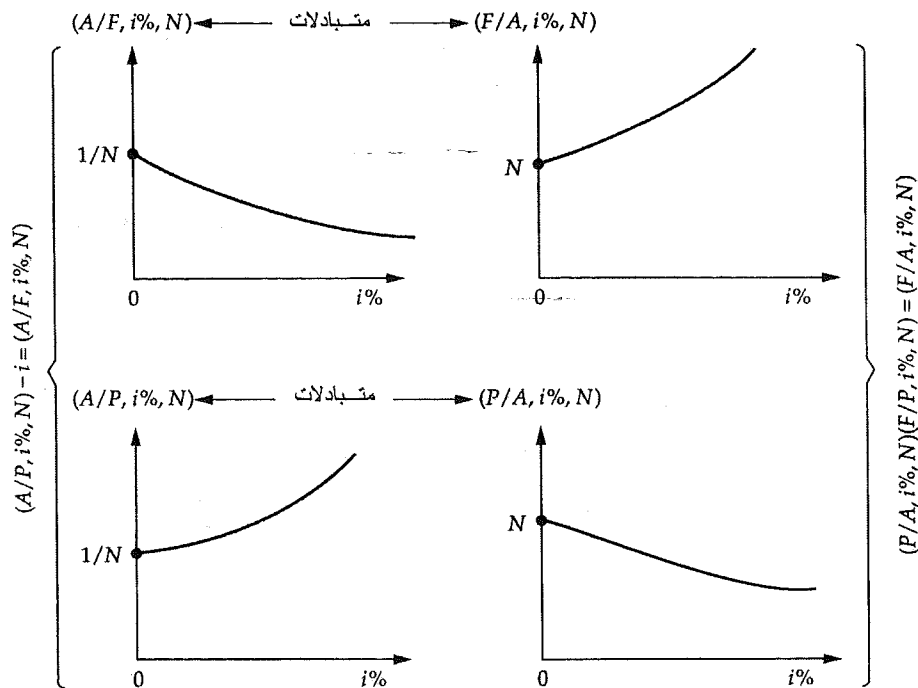 (A/F, i%, N) متبادلات (F/A, i%, N)
1/N
N
0
i%
0
i%
(A/P, i%, N) − i = (A/F, i%, N)
(P/A, i%, N)(F/P, i%, N) = (F/A, i%, N)
(A/P, i%, N) متبادلات (P/A, i%, N)
1/N
N
0
i%
0
i%